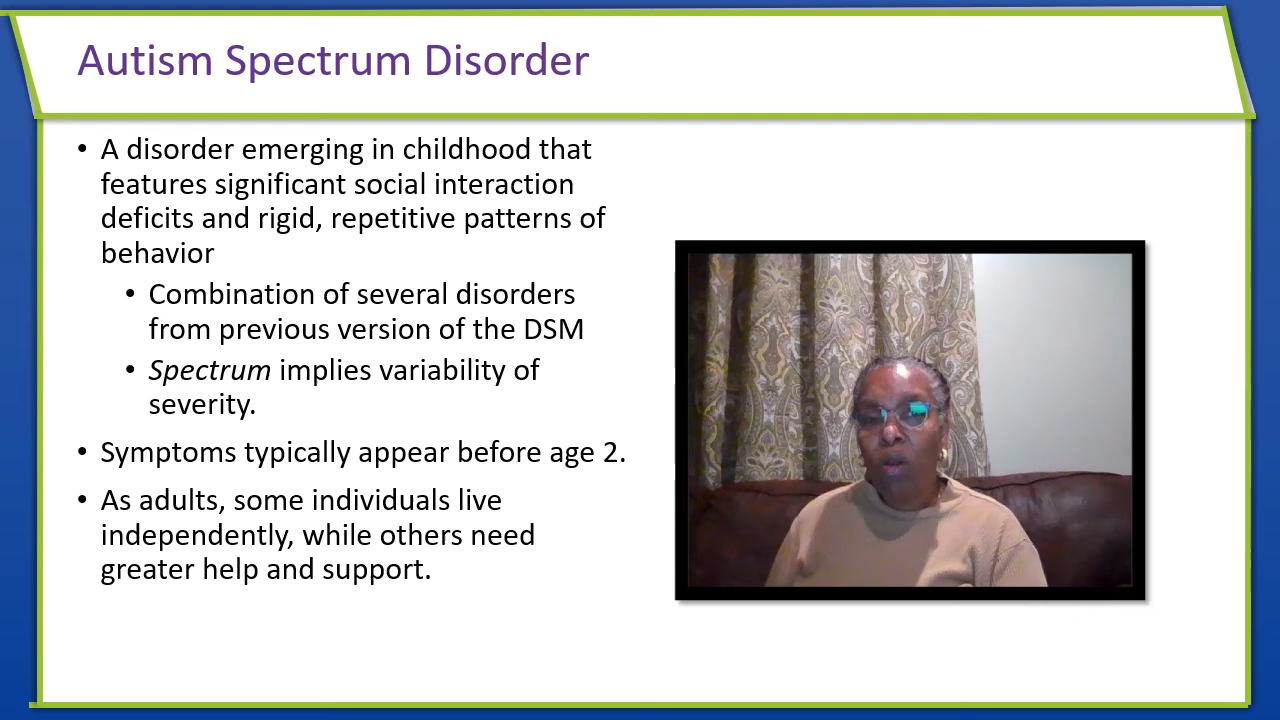 Autism Spectrum Disorder
• A disorder emerging in childhood that
features significant social interaction
deficits and rigid, repetitive patterns of
behavior
• Combination of several disorders
from previous version of the DSM
• Spectrum implies variability of
severity.
• Symptoms typically appear before age 2.
• As adults, some individuals live
independently, while others need
greater help and support.